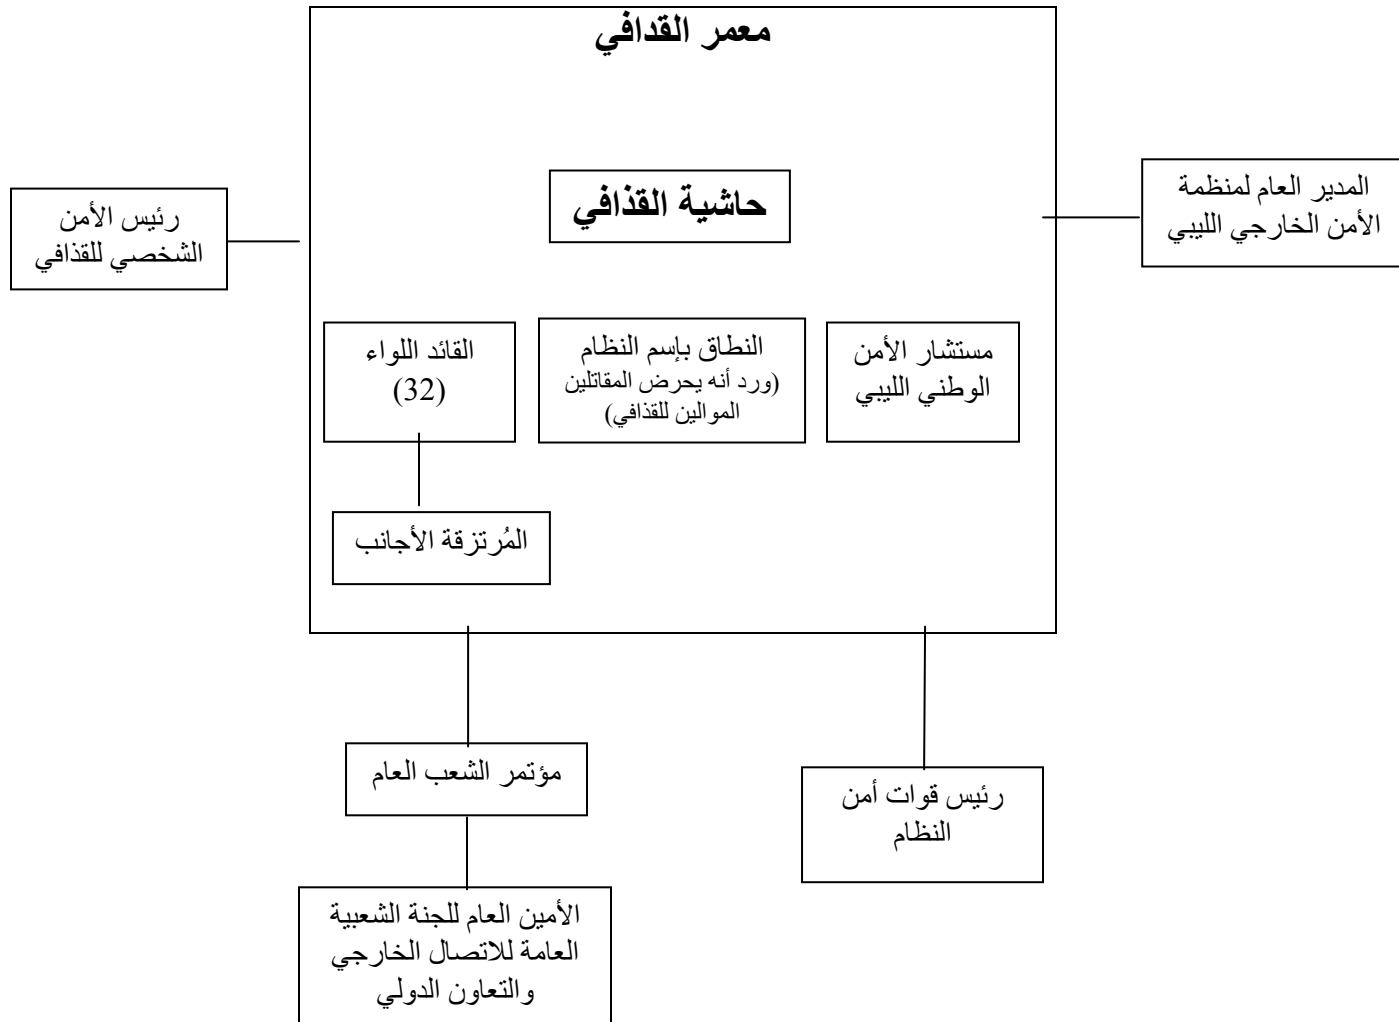 معمر القدافي
حاشية القذافي
المدير العام لمنظمة
الأمن الخارجي الليبي
رئيس الأمن
الشخصي للقذافي
مستشار الأمن
الوطني الليبي
النطاق بإسم النظام
(ورد أنه يحرض المقاتلين
الموالين للقذافي)
القائد اللواء
(32)
المُرتزقة الأجانب
مؤتمر الشعب العام
رئيس قوات أمن
النظام
الأمين العام للجنة الشعبية
العامة للاتصال الخارجي
والتعاون الدولي